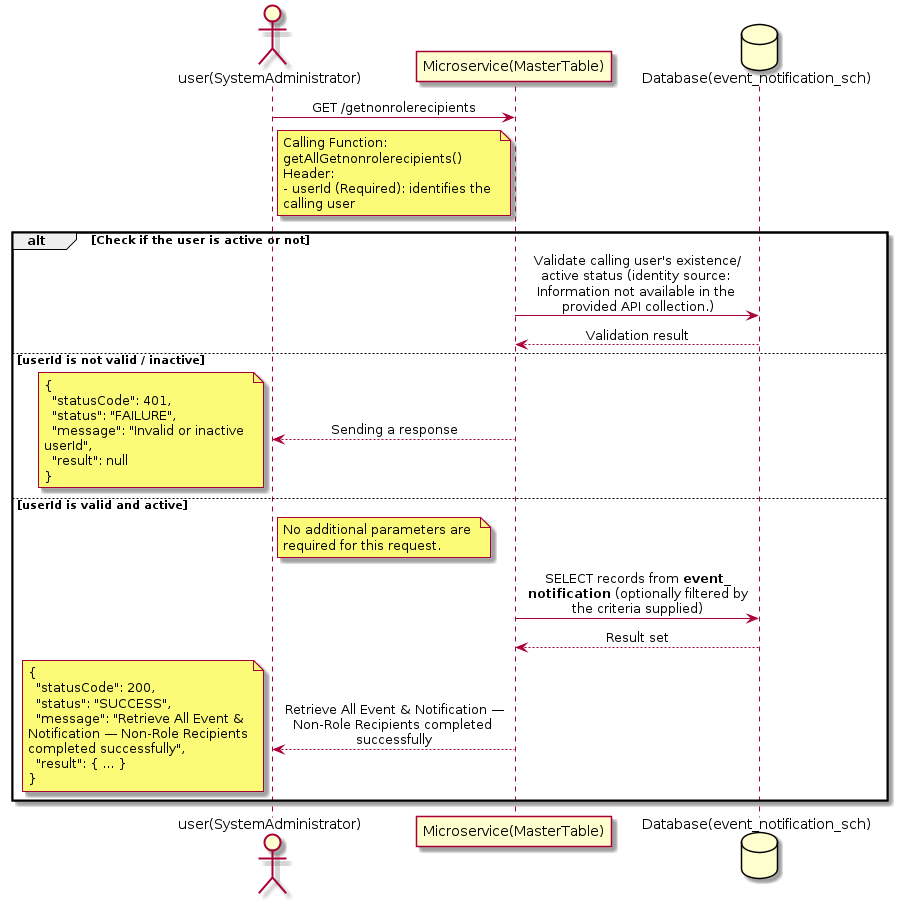 user(SystemAdministrator)
Microservice(MasterTable)
Database(event_notification_sch)
GET /getnonrolerecipients
Calling Function:
getAllGetnonrolerecipients()
Header:
- userId (Required): identifies the
calling user
alt
[Check if the user is active or not]
Validate calling user's existence/
active status (identity source:
Information not available in the
provided API collection.)
Validation result
[userId is not valid / inactive]
{
"statusCode": 401,
"status": "FAILURE",
"message": "Invalid or inactive
userId",
"result": null
}
Sending a response
[userId is valid and active]
No additional parameters are
required for this request.
SELECT records from event_
notification (optionally filtered by
the criteria supplied)
Result set
{
"statusCode": 200,
"status": "SUCCESS",
"message": "Retrieve All Event &
Notification — Non-Role Recipients
completed successfully",
"result": { ... }
}
Retrieve All Event & Notification —
Non-Role Recipients completed
successfully
user(SystemAdministrator)
Microservice(MasterTable)
Database(event_notification_sch)